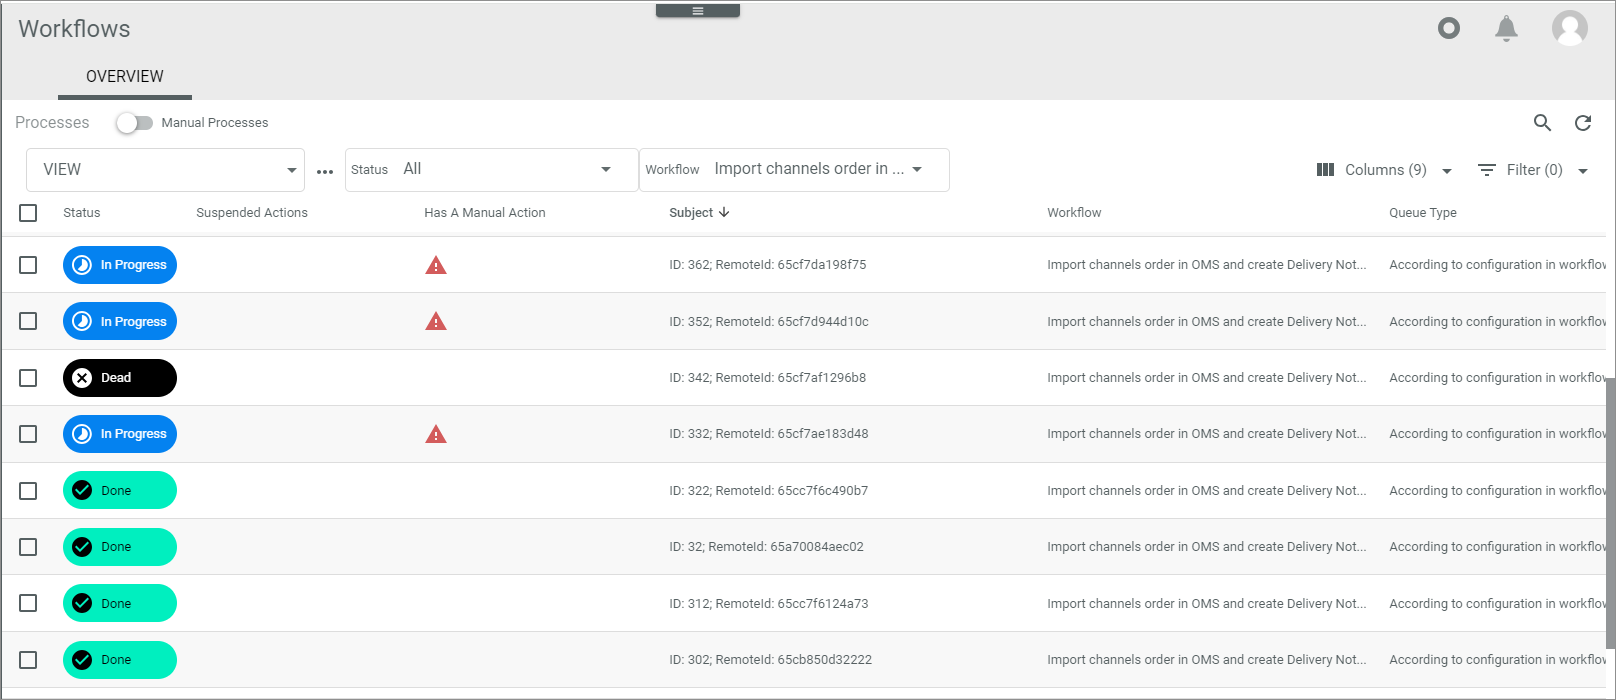 Workflows
OVERVIEW
Processes Manual Processes
VIEW ... Status All Workflow Import channels order in ... Columns (9) Filter (0)
Status Suspended Actions Has A Manual Action Subject Workflow Queue Type
In Progress ID: 362; RemoteId: 65cf7da198f75 Import channels order in OMS and create Delivery Not... According to configuration in workflow
In Progress ID: 352; RemoteId: 65cf7d944d10c Import channels order in OMS and create Delivery Not... According to configuration in workflow
Dead ID: 342; RemoteId: 65cf7af1296b8 Import channels order in OMS and create Delivery Not... According to configuration in workflow
In Progress ID: 332; RemoteId: 65cf7ae183d48 Import channels order in OMS and create Delivery Not... According to configuration in workflow
Done ID: 322; RemoteId: 65cc7f6c490b7 Import channels order in OMS and create Delivery Not... According to configuration in workflow
Done ID: 32; RemoteId: 65a70084aec02 Import channels order in OMS and create Delivery Not... According to configuration in workflow
Done ID: 312; RemoteId: 65cc7f6124a73 Import channels order in OMS and create Delivery Not... According to configuration in workflow
Done ID: 302; RemoteId: 65cb850d32222 Import channels order in OMS and create Delivery Not... According to configuration in workflow